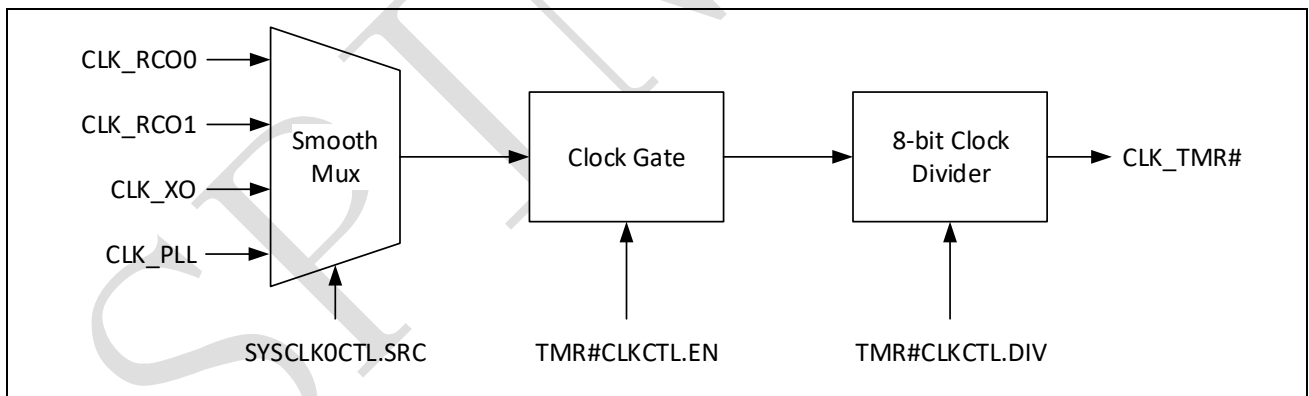 CLK_RCO0
CLK_RCO1
CLK_XO
CLK_PLL
Smooth
Mux
Clock Gate
8-bit Clock
Divider
CLK_TMR#
SYSCLK0CTL.SRC
TMR#CLKCTL.EN
TMR#CLKCTL.DIV